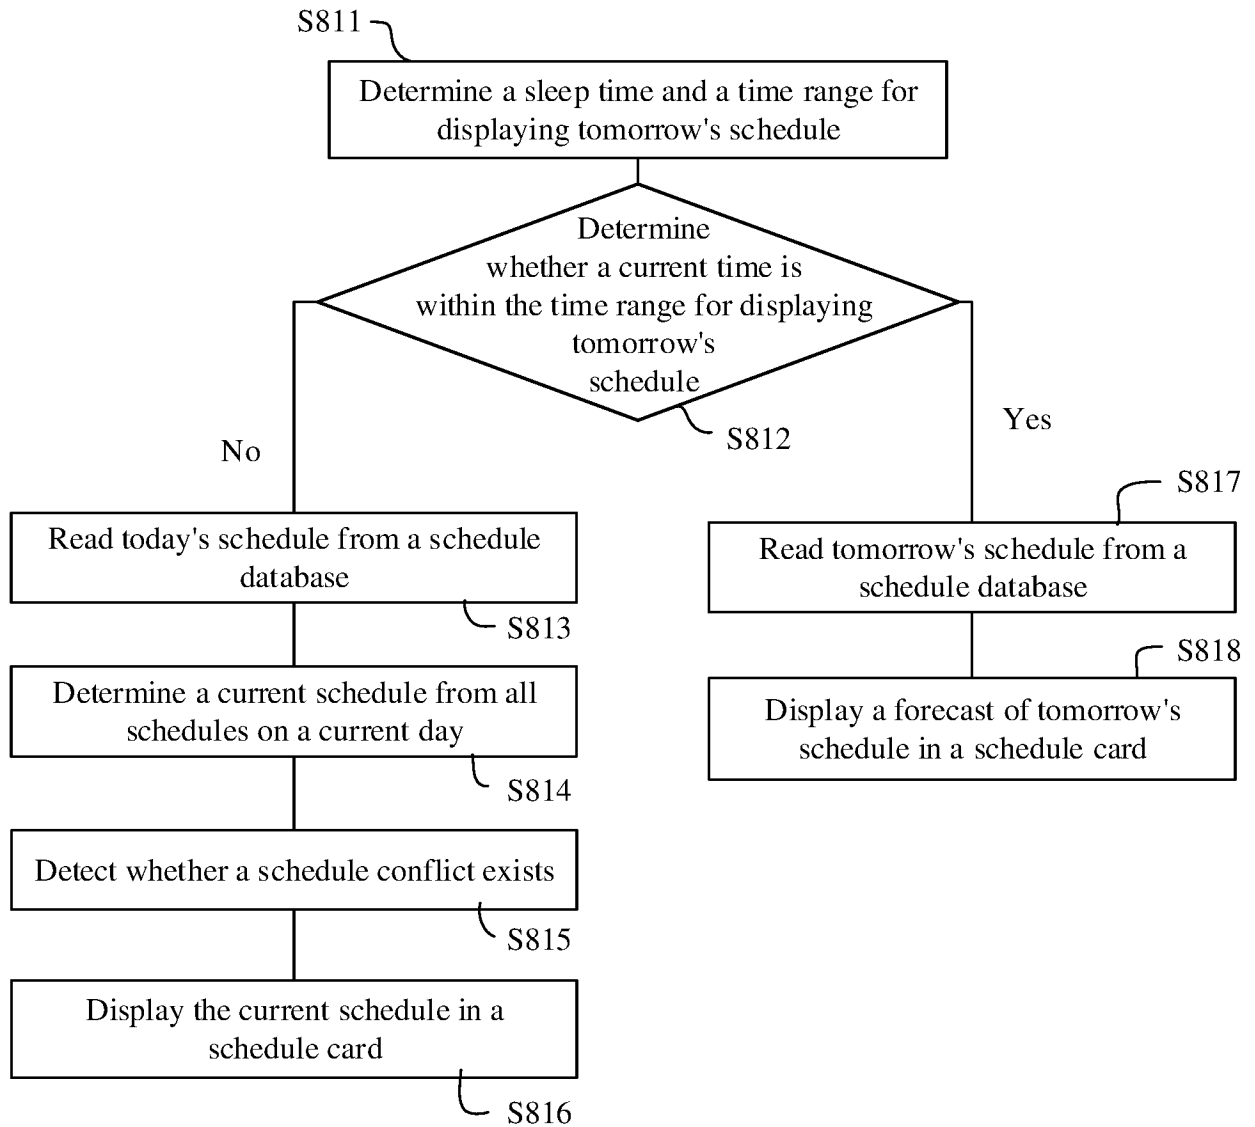 S811
Determine a sleep time and a time range for
displaying tomorrow's schedule
Determine
whether a current time is
within the time range for displaying
tomorrow's
schedule
S812
No
Yes
Read today's schedule from a schedule
database
S813
Determine a current schedule from all
schedules on a current day
S814
Detect whether a schedule conflict exists
S815
Display the current schedule in a
schedule card
S816
S817
Read tomorrow's schedule from a
schedule database
S818
Display a forecast of tomorrow's
schedule in a schedule card